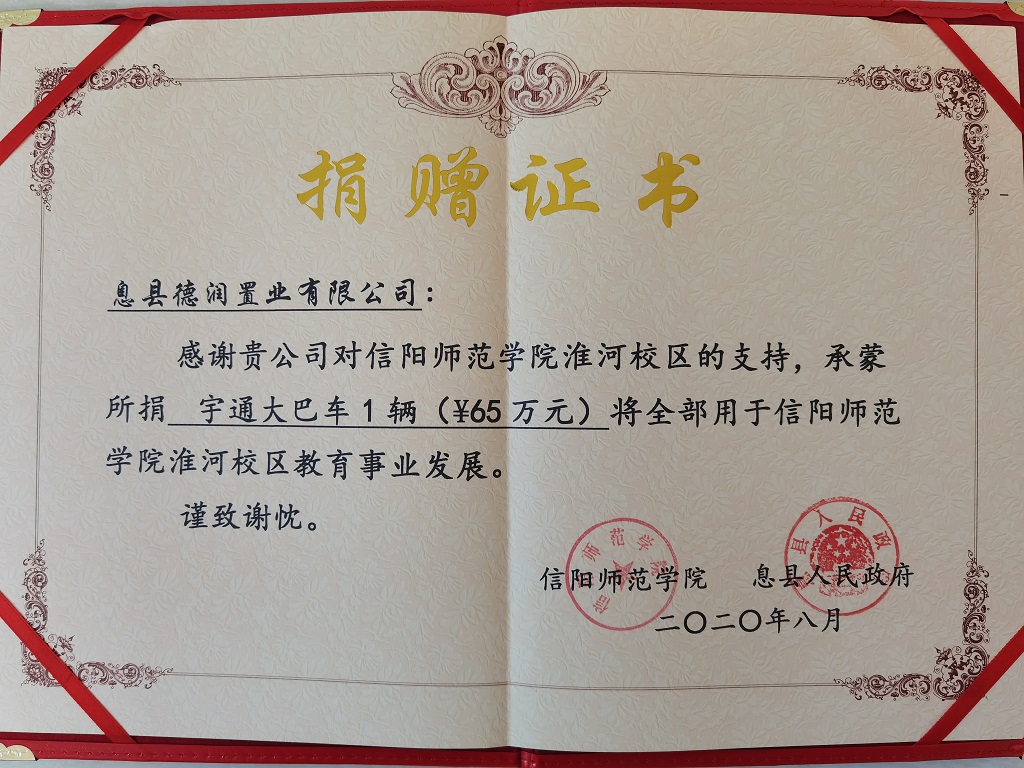 捐赠证书
息县德润置业有限公司：
感谢贵公司对信阳师范学院淮河校区的支持，承蒙
所捐 宇通大巴车1辆（¥65万元）将全部用于信阳师范
学院淮河校区教育事业发展。
谨致谢忱。
信阳师范学院 息县人民政府
二〇二〇年八月